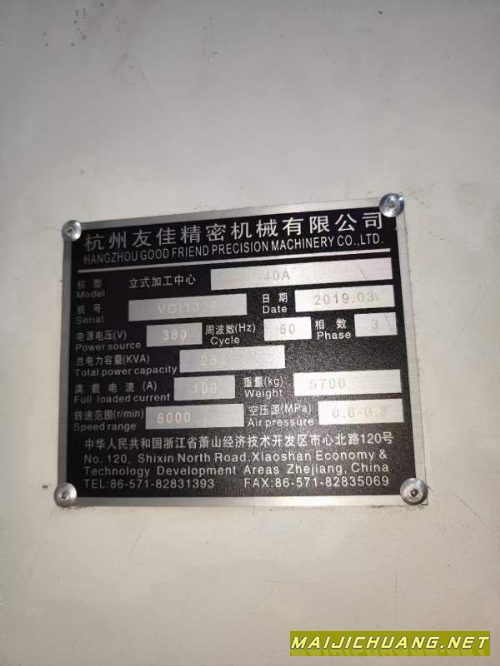 杭州友佳精密机械有限公司
HANGZHOU GOOD FRIEND PRECISION MACHINERY CO.,LTD.
机型 Model 立式加工中心 40A
机号 Serial 日期 Date 2019.03
电源电压(V) Power source 380 周波数(Hz) Cycle 50 相数 Phase 3
总电力容量(KVA) Total power capacity
满载电流(A) Full loaded current 100 重量(kg) Weight
转速范围(r/min) Speed range 8000 空压源(MPa) Air pressure
中华人民共和国浙江省萧山经济技术开发区市心北路120号
No. 120, Shixin North Road, Xiaoshan Economy &
Technology Development Areas Zhejiang, China
TEL:86-571-82831393 FAX:86-571-82835069
MAIJICHUANG.NET